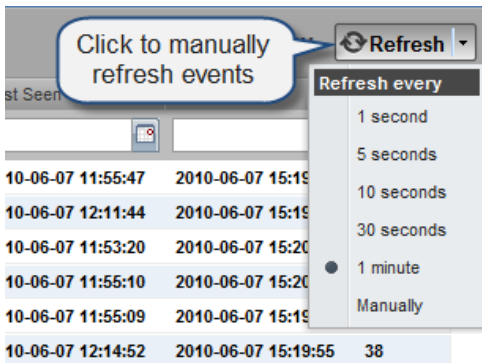 Click to manually
refresh events
Refresh
st Seen
Refresh every
1 second
5 seconds
10 seconds
30 seconds
1 minute
Manually
10-06-07 11:55:47 2010-06-07 15:19
10-06-07 12:11:44 2010-06-07 15:19
10-06-07 11:53:20 2010-06-07 15:20
10-06-07 11:55:10 2010-06-07 15:20
10-06-07 11:55:09 2010-06-07 15:19
10-06-07 12:14:52 2010-06-07 15:19:55 38